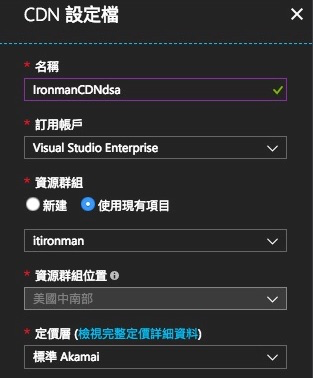 CDN 設定檔
* 名稱
IronmanCDNdsa
* 訂用帳戶
Visual Studio Enterprise
* 資源群組
新建 使用現有項目
itironman
* 資源群組位置
美國中南部
* 定價層 (檢視完整定價詳細資料)
標準 Akamai